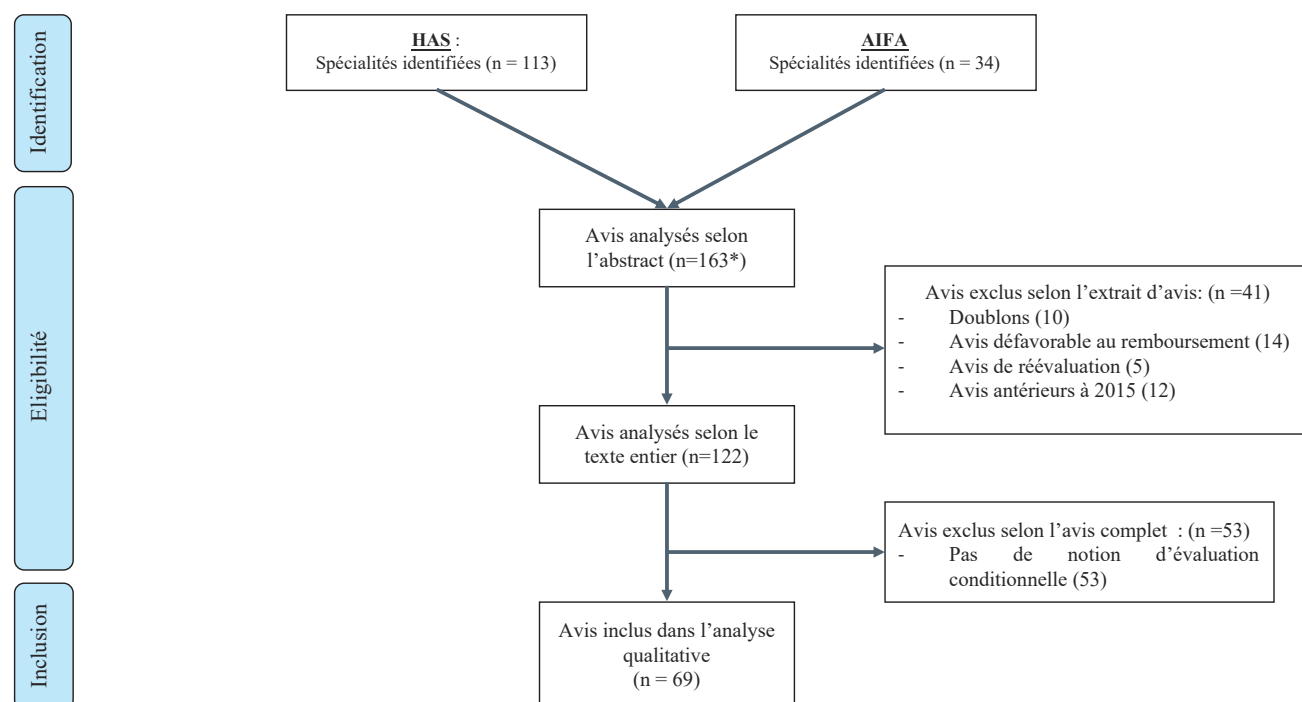 Identification
HAS :
Spécialités identifiées (n = 113)
AIFA
Spécialités identifiées (n = 34)
Eligibilité
Avis analysés selon
l’abstract (n=163*)
Avis exclus selon l’extrait d’avis: (n =41)
- Doublons (10)
- Avis défavorable au remboursement (14)
- Avis de réévaluation (5)
- Avis antérieurs à 2015 (12)
Avis analysés selon le
texte entier (n=122)
Avis exclus selon l’avis complet : (n =53)
- Pas de notion d’évaluation
conditionnelle (53)
Inclusion
Avis inclus dans l’analyse
qualitative
(n = 69)